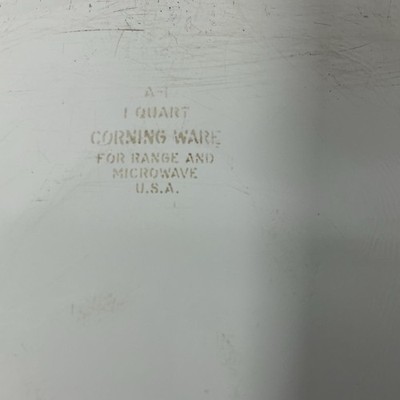 A-1
1 QUART
CORNING WARE
FOR RANGE AND
MICROWAVE
U.S.A.